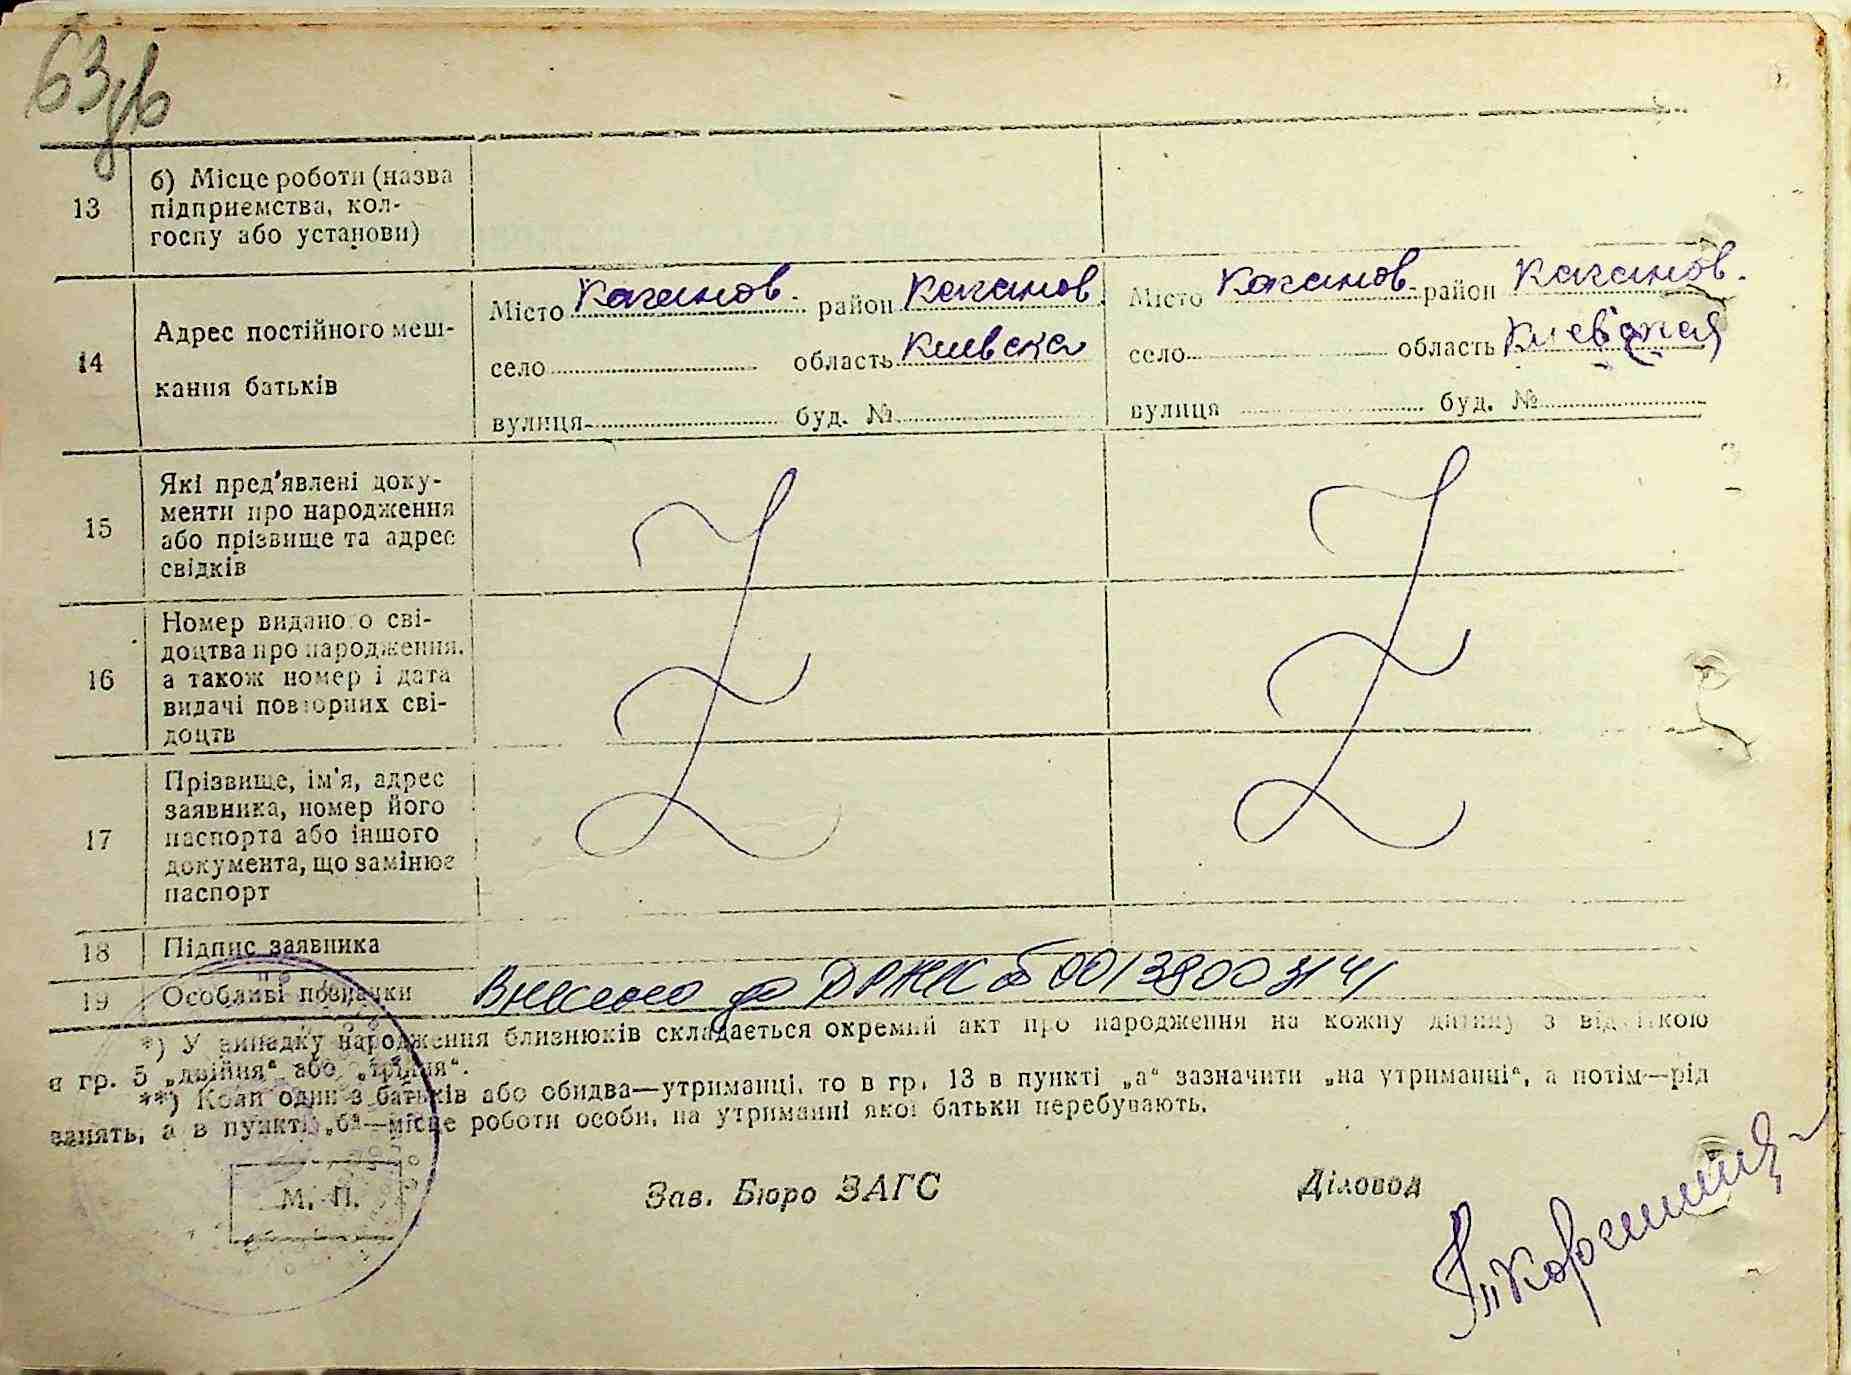 63зв
13
б) Місце роботи (назва
підприємства, кол-
госпу або установи)
14
Адрес постійного меш-
кання батьків
Місто Каганов. район Каганов.
село область Киевска
вулиця буд. №
Місто Каганов. район Каганов.
село область Киевская
вулиця буд. №
15
Які пред'явлені доку-
менти про народження
або прізвище та адрес
свідків
16
Номер видано о сві-
доцтва про народження,
а також номер і дата
видачі повторних сві-
доцтв
17
Прізвище, ім'я, адрес
заявника, номер його
паспорта або іншого
документа, що замінює
паспорт
18 Підпис заявника
19 Особливі позначки Внесено до ДРАЦС 00138003141
*) У випадку народження близнюків складається окремий акт про народження на кожну дитину з відміткою
в гр. 5 „двійня“ або „трійня“.
**) Коли один з батьків або обидва—утриманці, то в гр. 13 в пункті „а“ зазначити „на утриманні“, а потім—рід
занять, а в пункті „б“—місце роботи особи, на утриманні якої батьки перебувають.
М. П.
Зав. Бюро ЗАГС
Діловод